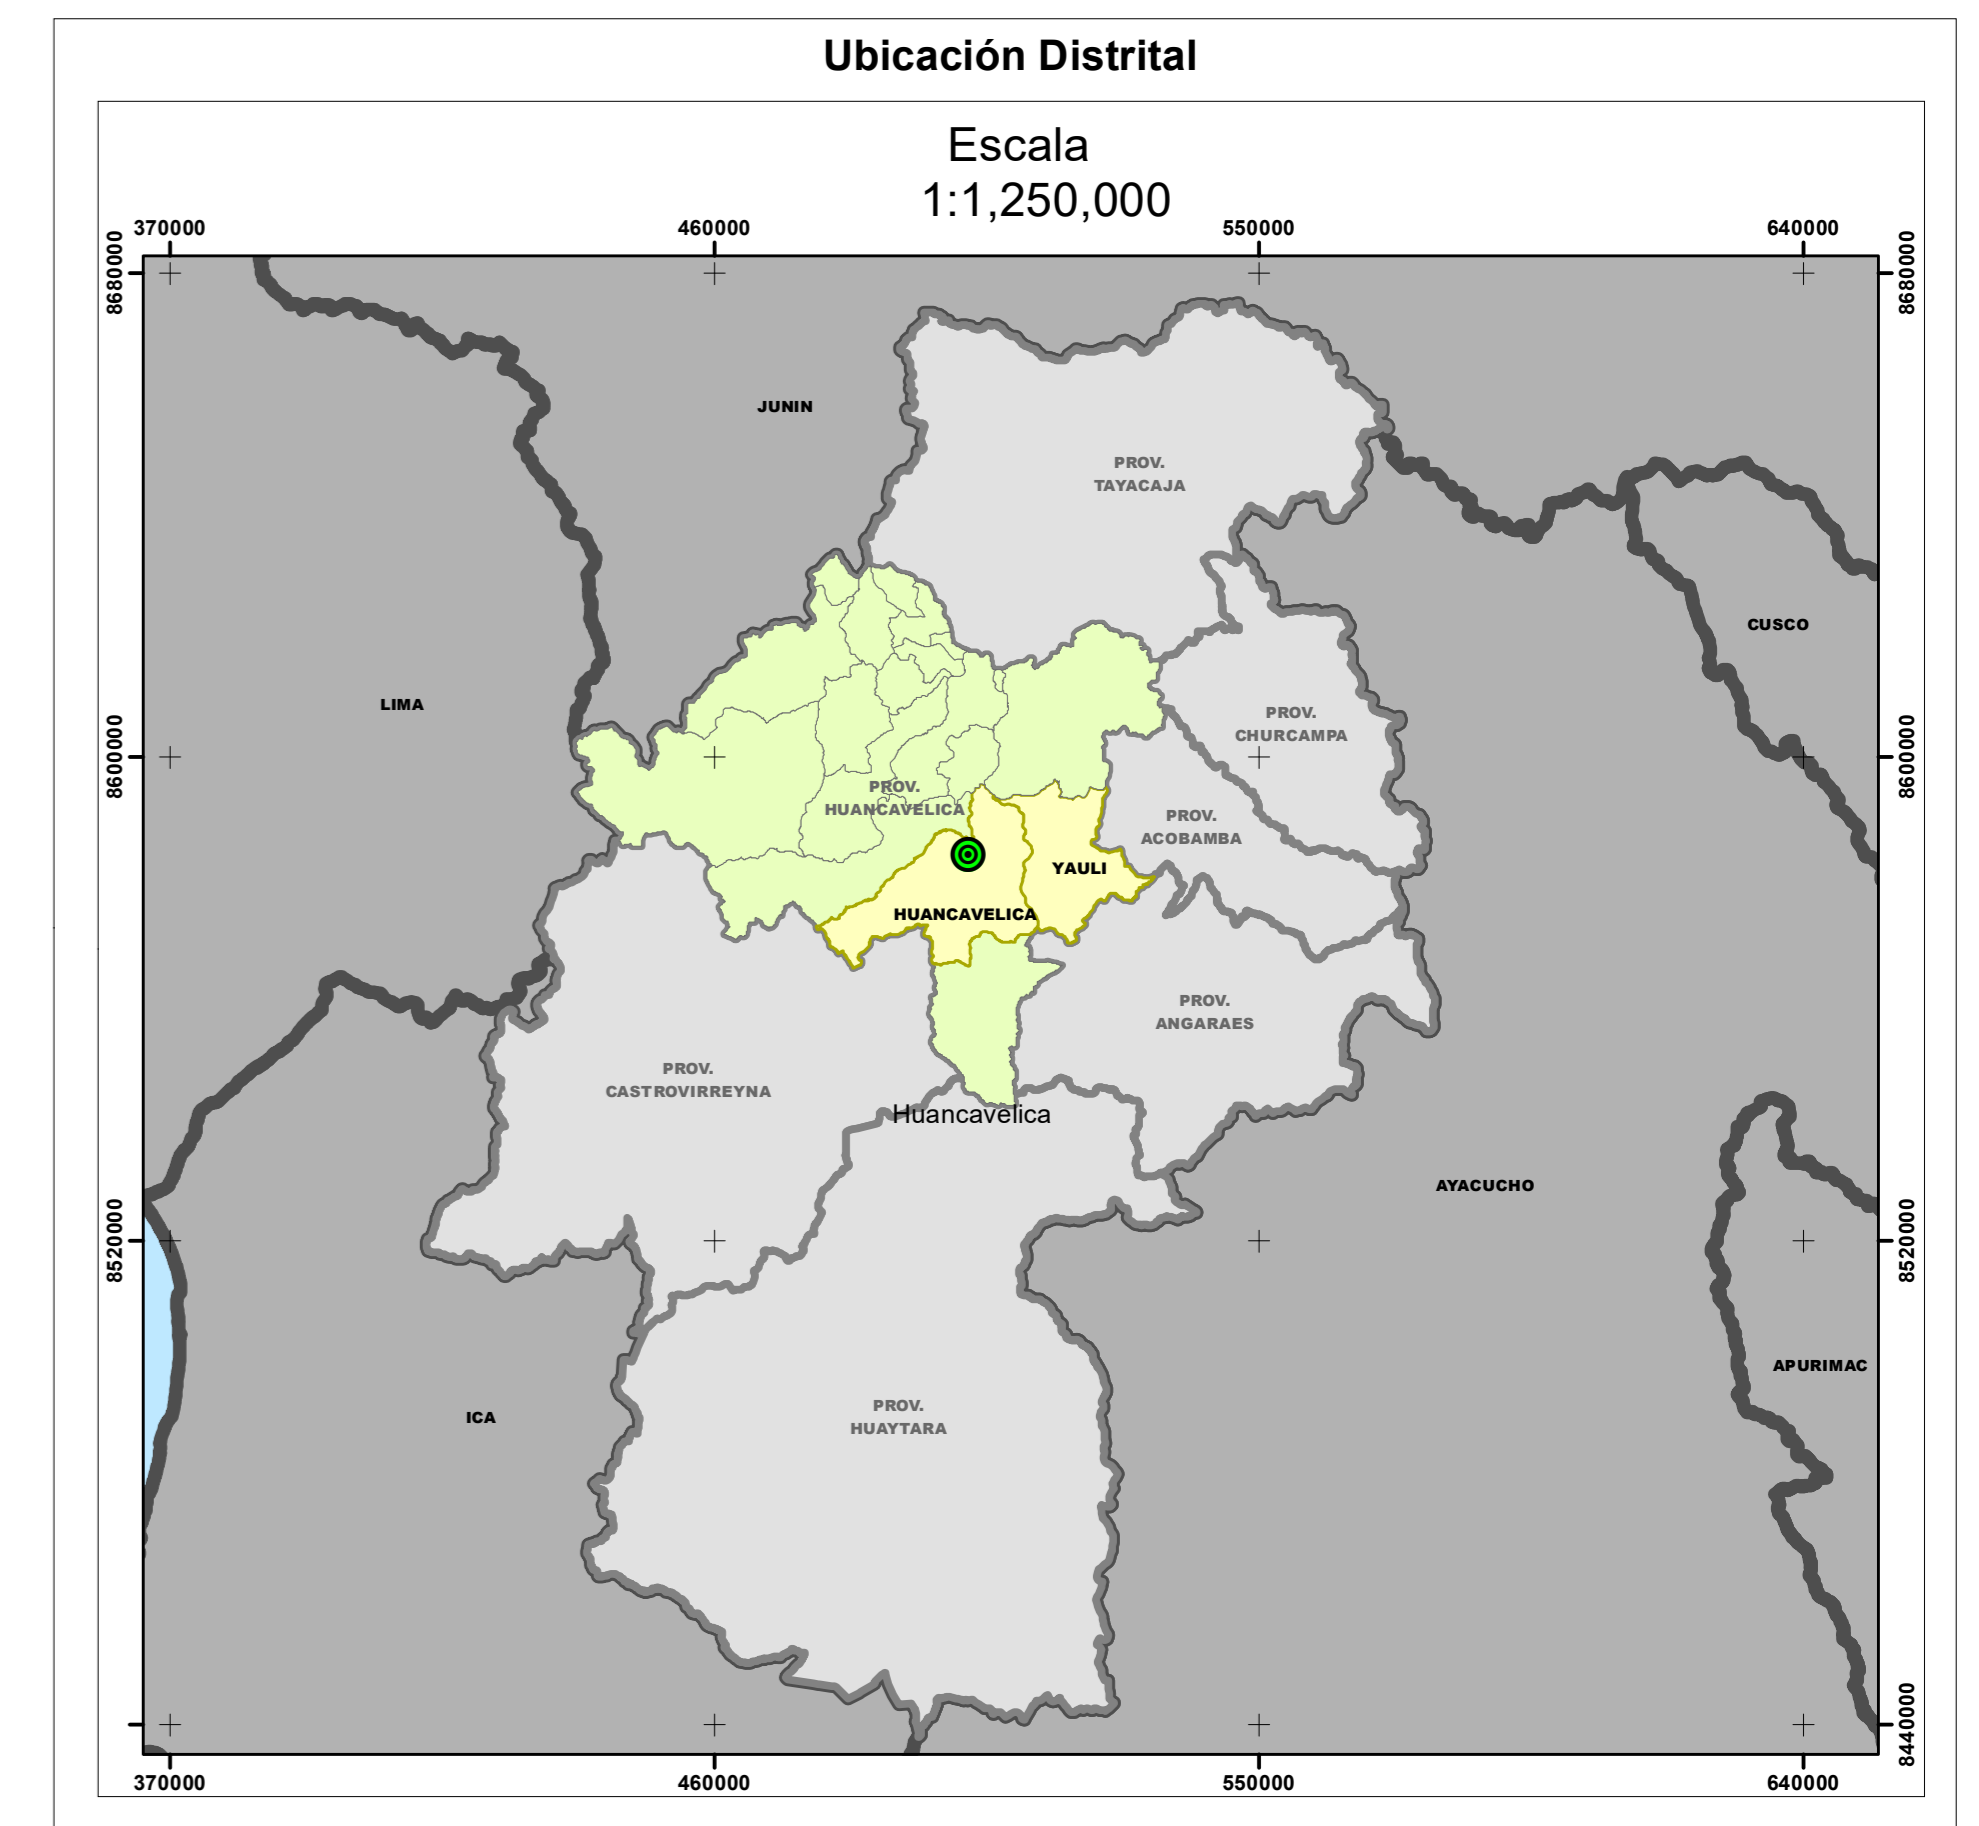 Ubicación Distrital
Escala
1:1,250,000
370000
460000
550000
640000
8680000
8680000
JUNIN
PROV.
TAYACAJA
CUSCO
LIMA
PROV.
CHURCAMPA
8600000
8600000
PROV.
HUANCAVELICA
PROV.
ACOBAMBA
YAULI
HUANCAVELICA
PROV.
ANGARAES
PROV.
CASTROVIRREYNA
Huancavelica
AYACUCHO
8520000
8520000
APURIMAC
ICA
PROV.
HUAYTARA
8440000
370000
460000
550000
640000